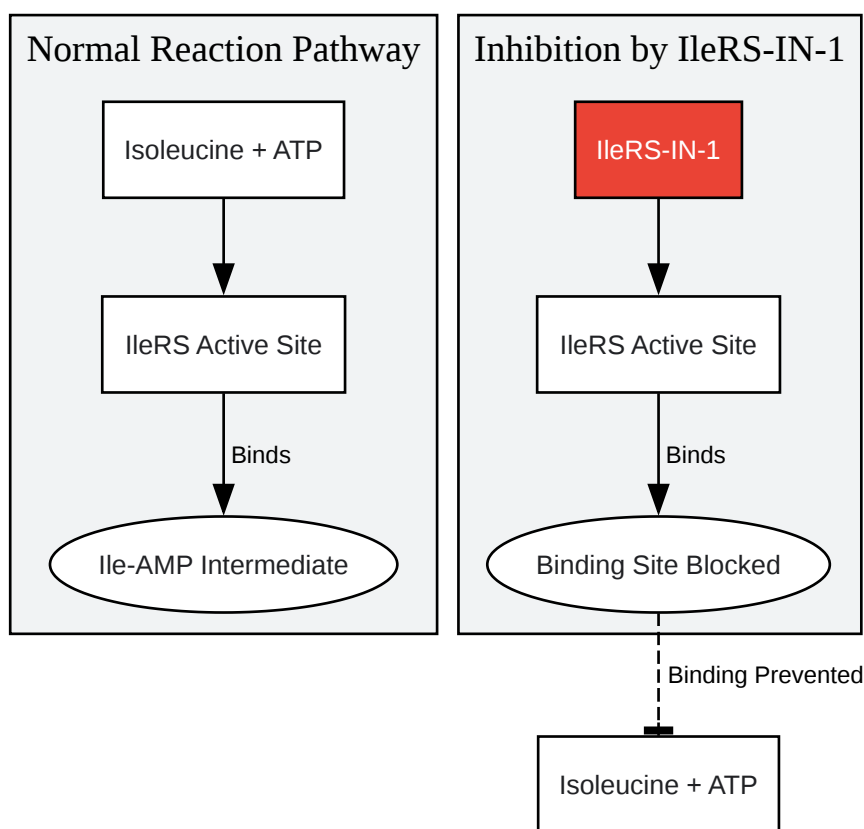 Normal Reaction Pathway
Isoleucine + ATP
IleRS Active Site
Binds
Ile-AMP Intermediate
Inhibition by IleRS-IN-1
IleRS-IN-1
IleRS Active Site
Binds
Binding Site Blocked
Binding Prevented
Isoleucine + ATP